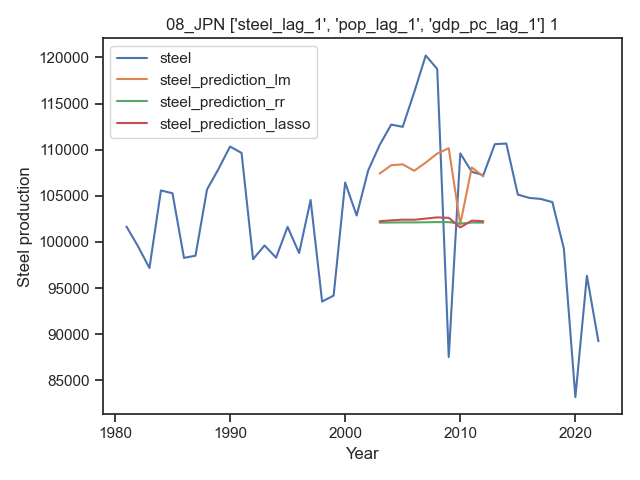 08_JPN ['steel_lag_1', 'pop_lag_1', 'gdp_pc_lag_1'] 1
steel
steel_prediction_lm
steel_prediction_rr
steel_prediction_lasso
Steel production
120000
115000
110000
105000
100000
95000
90000
85000
1980
1990
2000
2010
2020
Year